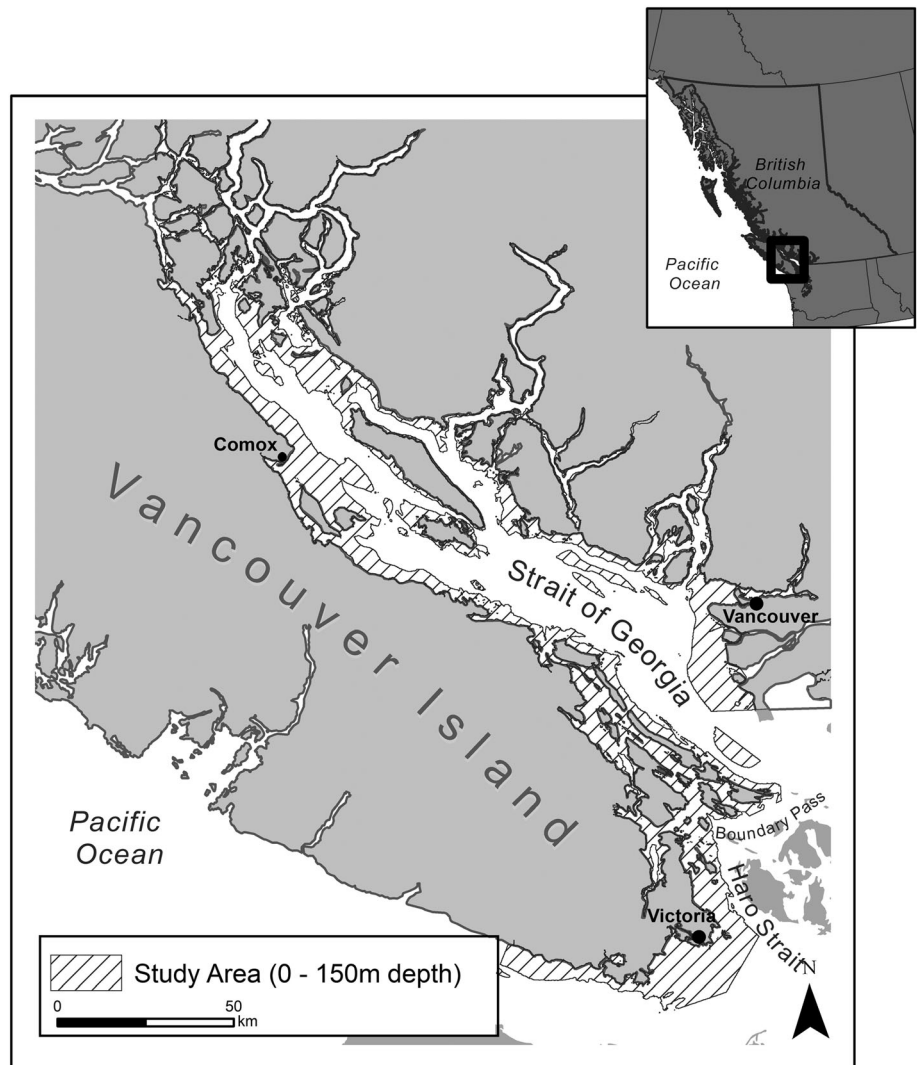 British
Columbia
Pacific
Ocean
Comox
Vancouver Island
Strait of Georgia
Vancouver
Pacific
Ocean
Boundary Pass
Haro Strait
Victoria
N
Study Area (0 - 150m depth)
0 50
km